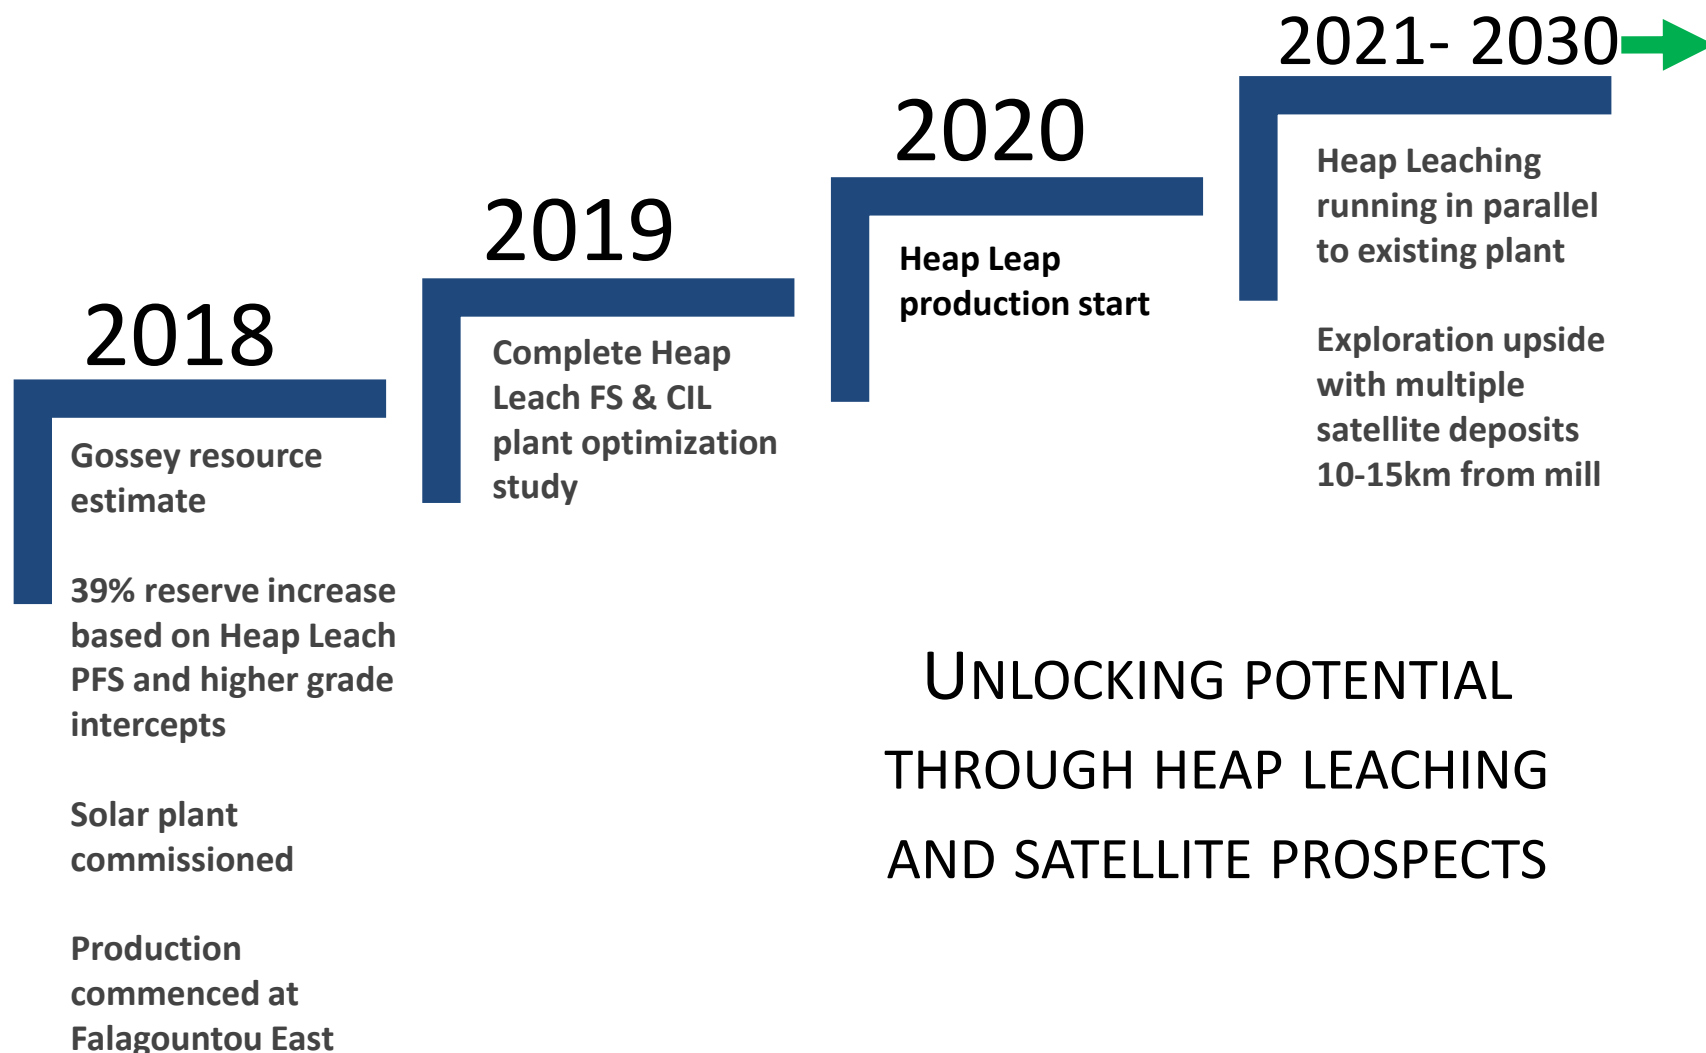 2018
Gossey resource
estimate
39% reserve increase
based on Heap Leach
PFS and higher grade
intercepts
Solar plant
commissioned
Production
commenced at
Falagountou East
2019
Complete Heap
Leach FS & CIL
plant optimization
study
2020
Heap Leap
production start
2021- 2030
Heap Leaching
running in parallel
to existing plant
Exploration upside
with multiple
satellite deposits
10-15km from mill
UNLOCKING POTENTIAL
THROUGH HEAP LEACHING
AND SATELLITE PROSPECTS